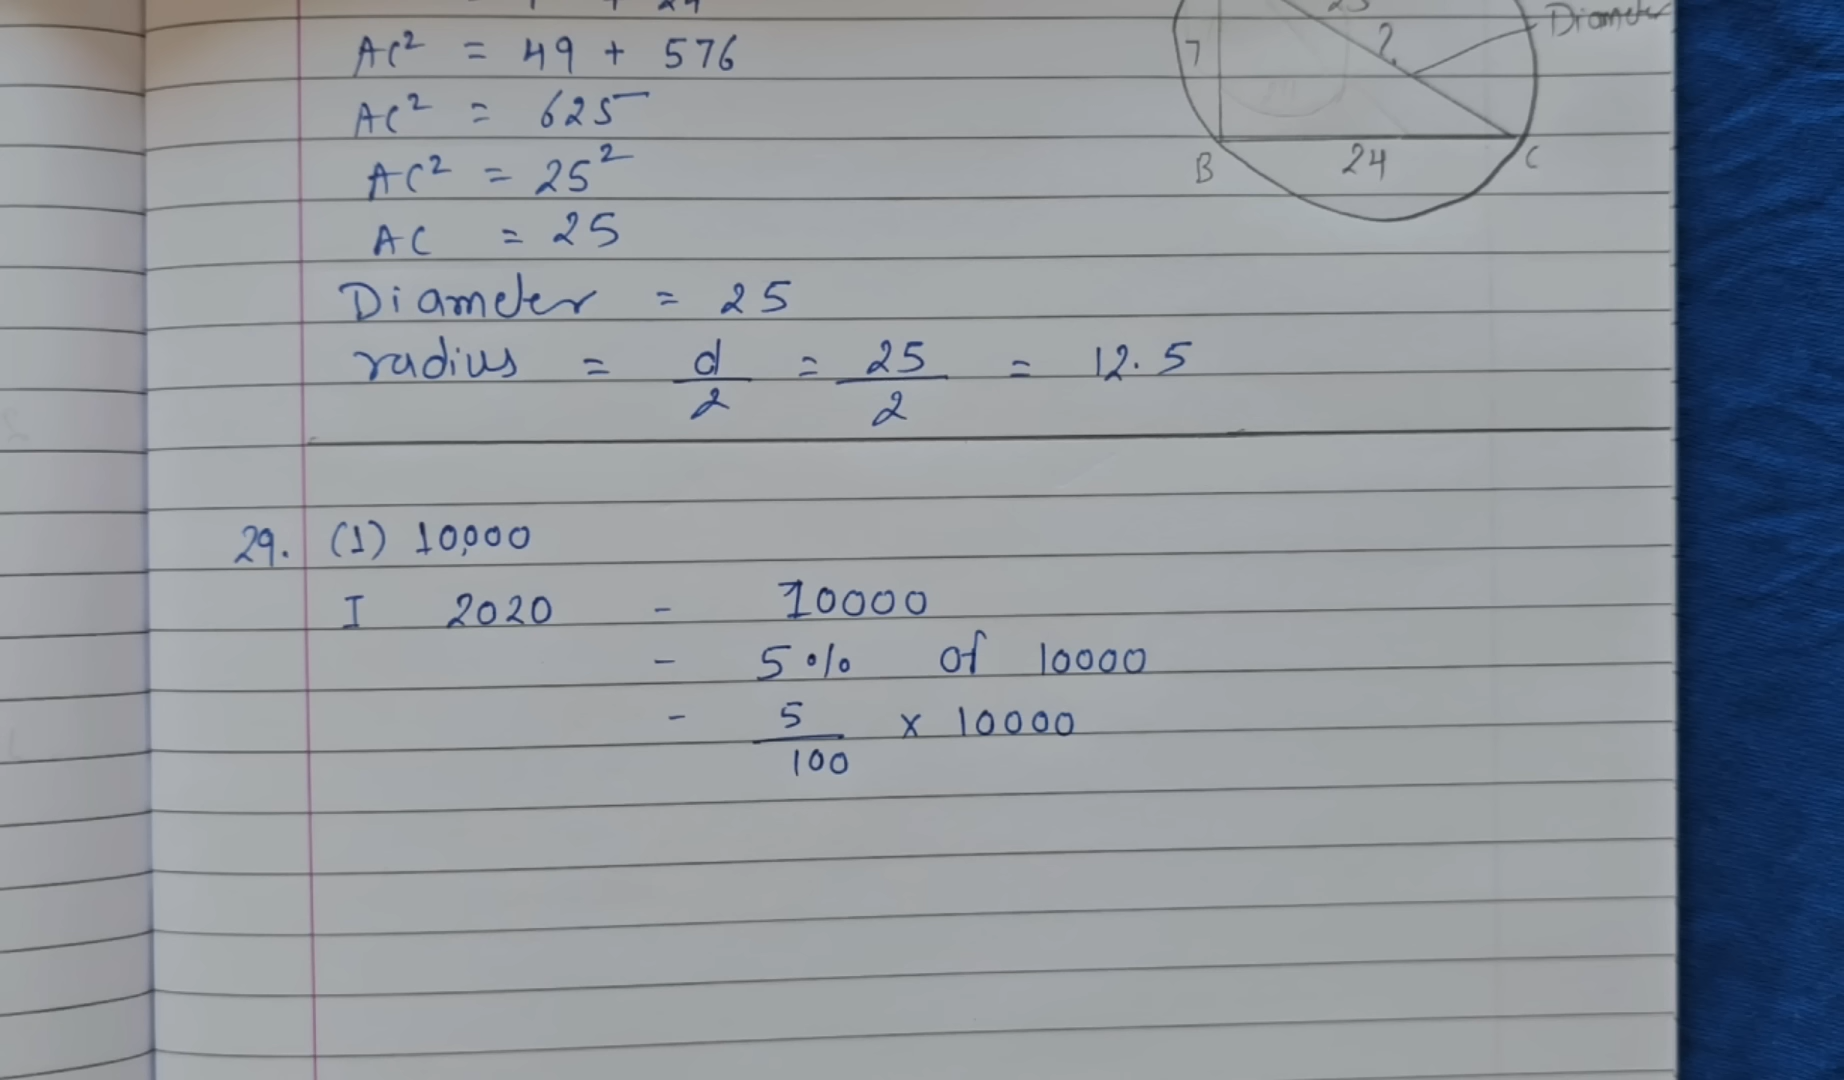 AC² = 49 + 576
AC² = 625
AC² = 25²
AC = 25
Diameter = 25
radius = d/2 = 25/2 = 12.5
Diameter
7
?
B 24 C
29. (1) 10,000
I 2020 - 10000
- 5% of 10000
- 5/100 x 10000